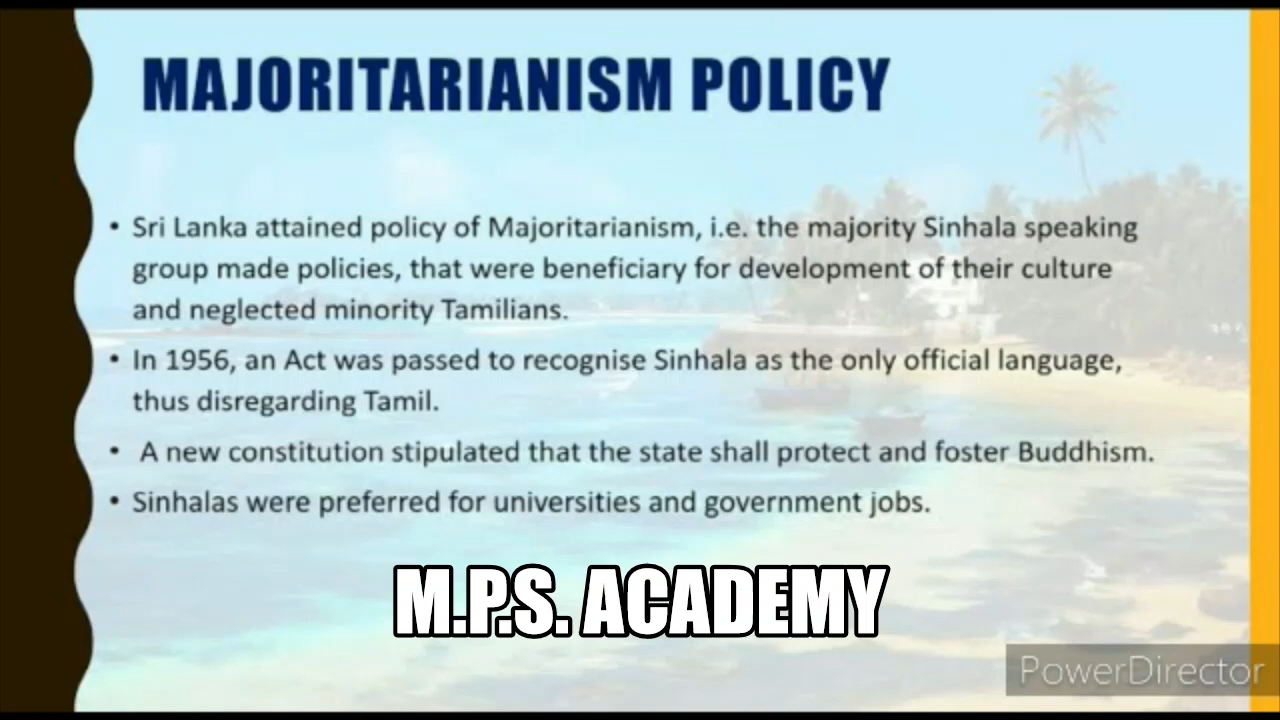 MAJORITARIANISM POLICY
• Sri Lanka attained policy of Majoritarianism, i.e. the majority Sinhala speaking
group made policies, that were beneficiary for development of their culture
and neglected minority Tamilians.
• In 1956, an Act was passed to recognise Sinhala as the only official language,
thus disregarding Tamil.
• A new constitution stipulated that the state shall protect and foster Buddhism.
• Sinhalas were preferred for universities and government jobs.
M.P.S. ACADEMY
PowerDirector